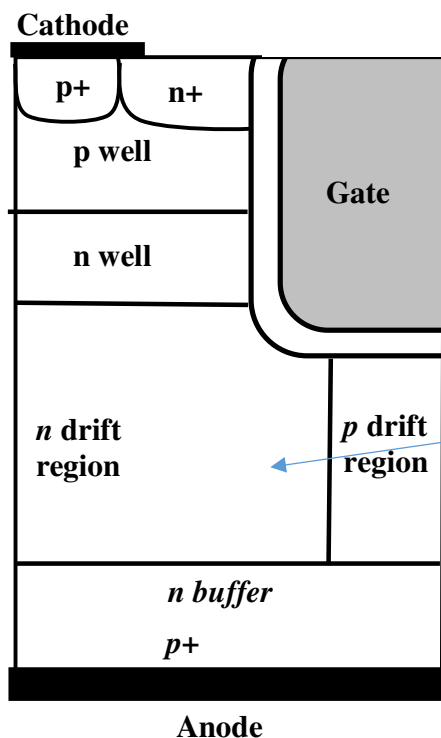 Cathode
p+
n+
p well
Gate
n well
n drift
region
p drift
region
n buffer
p+
Anode